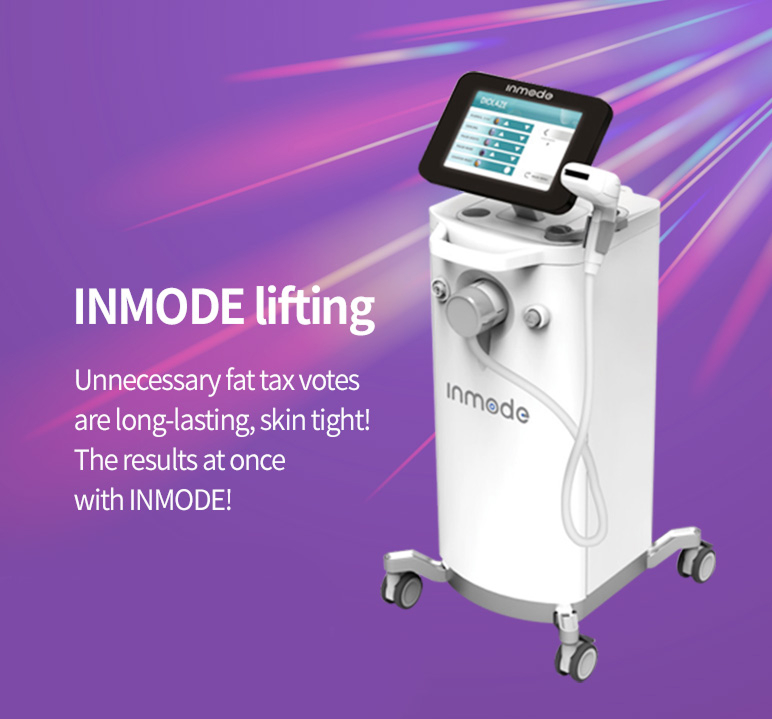 inmode
DIOLAZE
INMODE lifting
Unnecessary fat tax votes
are long-lasting, skin tight!
The results at once
with INMODE!
inmode